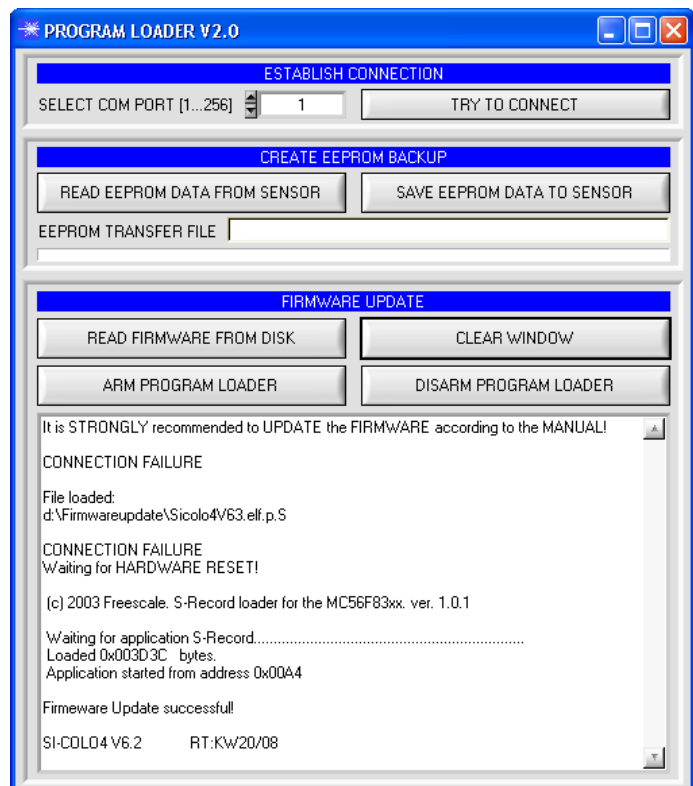 PROGRAM LOADER V2.0
ESTABLISH CONNECTION
SELECT COM PORT [1...256] 1 TRY TO CONNECT
CREATE EEPROM BACKUP
READ EEPROM DATA FROM SENSOR SAVE EEPROM DATA TO SENSOR
EEPROM TRANSFER FILE
FIRMWARE UPDATE
READ FIRMWARE FROM DISK CLEAR WINDOW
ARM PROGRAM LOADER DISARM PROGRAM LOADER
It is STRONGLY recommended to UPDATE the FIRMWARE according to the MANUAL!
CONNECTION FAILURE
File loaded:
d:\Firmwareupdate\Sicolo4V63.elf.p.S
CONNECTION FAILURE
Waiting for HARDWARE RESET!
(c) 2003 Freescale. S-Record loader for the MC56F83xx. ver. 1.0.1
Waiting for application S-Record...................................................................
Loaded 0x003D3C bytes.
Application started from address 0x00A4
Firmeware Update successful!
SI-COLO4 V6.2 RT:KW20/08